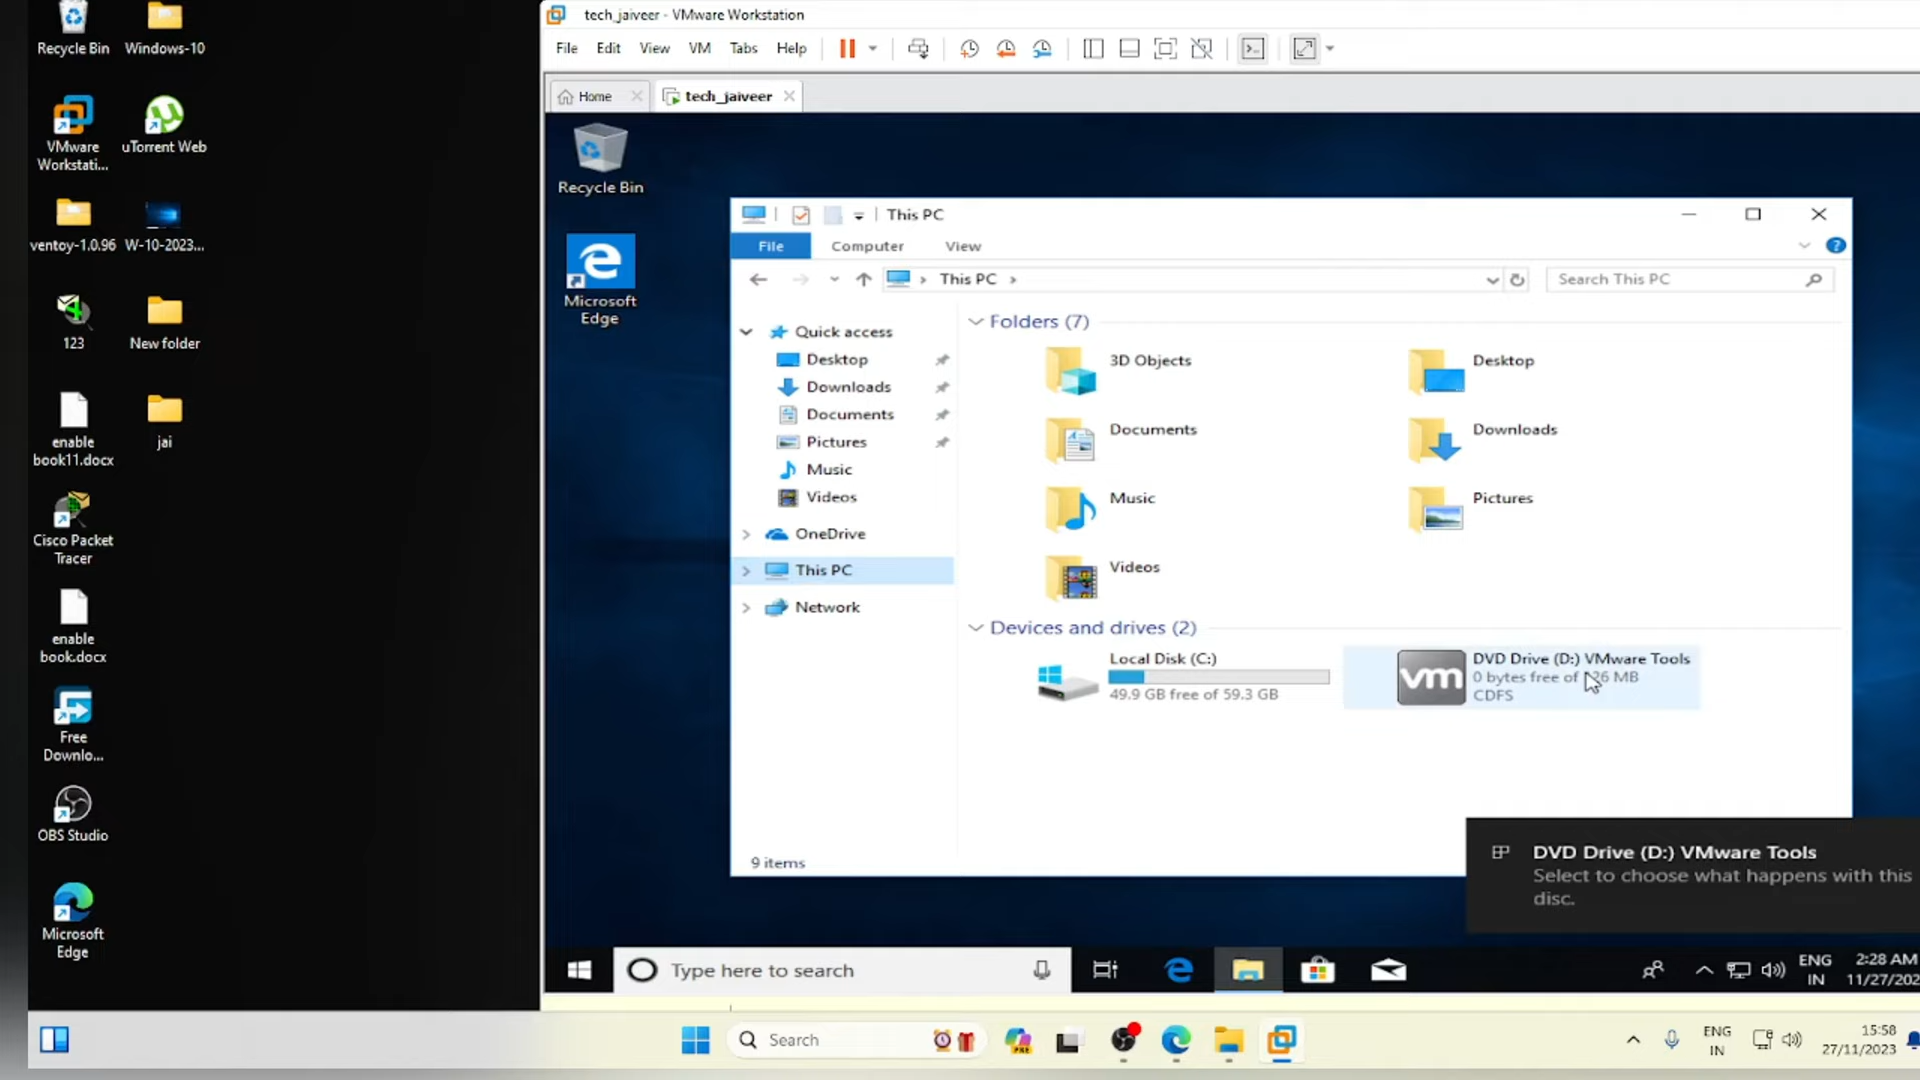 Recycle Bin
Windows-10
VMware
Workstati...
uTorrent Web
ventoy-1.0.96
W-10-2023...
123
New folder
enable
book11.docx
jai
Cisco Packet
Tracer
enable
book.docx
Free
Downlo...
OBS Studio
Microsoft
Edge
tech_jaiveer - VMware Workstation
File Edit View VM Tabs Help
Home
tech_jaiveer
Recycle Bin
Microsoft
Edge
This PC
File Computer View
This PC
Search This PC
Quick access
Desktop
Downloads
Documents
Pictures
Music
Videos
OneDrive
This PC
Network
Folders (7)
3D Objects
Desktop
Documents
Downloads
Music
Pictures
Videos
Devices and drives (2)
Local Disk (C:)
49.9 GB free of 59.3 GB
vm
DVD Drive (D:) VMware Tools
0 bytes free of MB
CDFS
9 items
DVD Drive (D:) VMware Tools
Select to choose what happens with this
disc.
Type here to search
ENG
IN
2:28 AM
11/27/202
Search
PRE
ENG
IN
15:58
27/11/2023